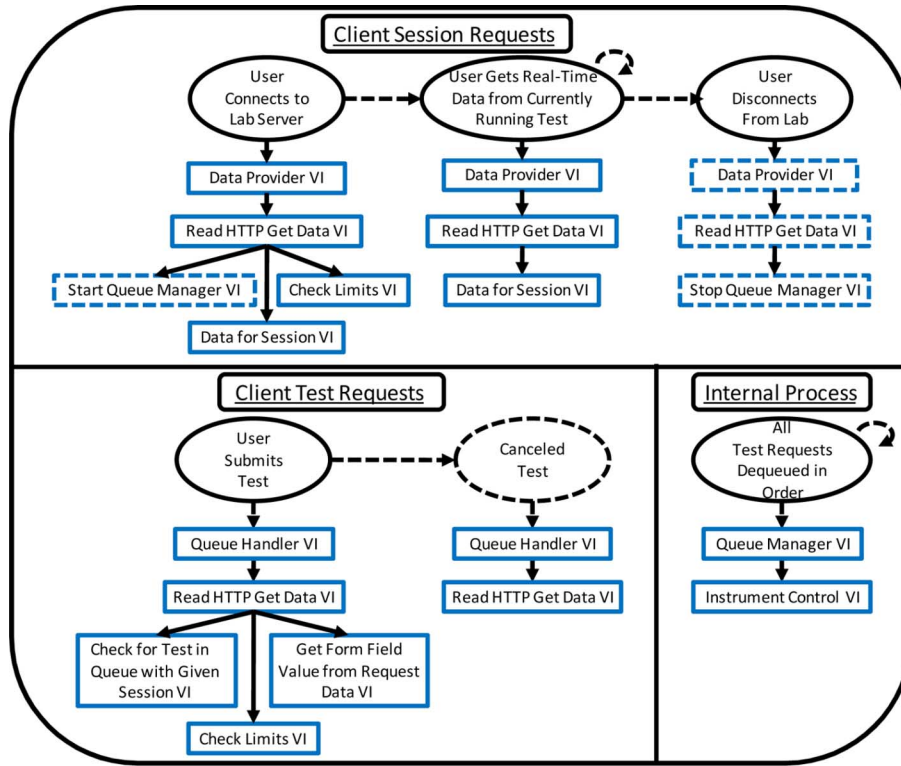 Client Session Requests
User
Connects to
Lab Server
User Gets Real-Time
Data from Currently
Running Test
User
Disconnects
From Lab
Data Provider VI
Data Provider VI
Data Provider VI
Read HTTP Get Data VI
Read HTTP Get Data VI
Read HTTP Get Data VI
Start Queue Manager VI
Check Limits VI
Data for Session VI
Stop Queue Manager VI
Data for Session VI
Client Test Requests
User
Submits
Test
Canceled
Test
Queue Handler VI
Queue Handler VI
Read HTTP Get Data VI
Read HTTP Get Data VI
Check for Test in
Queue with Given
Session VI
Get Form Field
Value from Request
Data VI
Check Limits VI
Internal Process
All
Test Requests
Dequeued in
Order
Queue Manager VI
Instrument Control VI